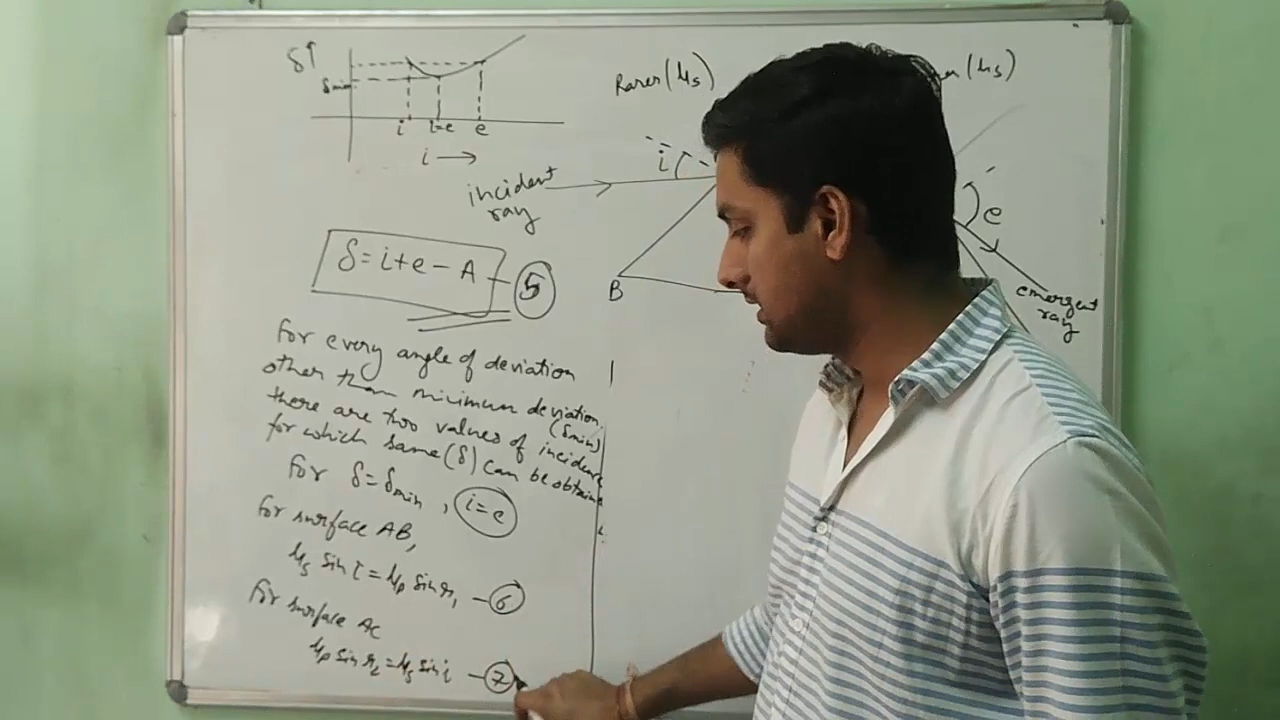 δ↑
δmin
i i=e e
i →
Rarer (μs)
(μs)
i
incident
ray
e
B
emergent
ray
δ = i + e − A — 5
For every angle of deviation
other than minimum deviation
(δmin)
there are two values of incidence
for which same (δ) can be obtaine
For δ = δmin , i=e
For surface AB,
μs sin i = μp sin r1 — 6
For surface AC
μp sin r2 = μs sin i — 7